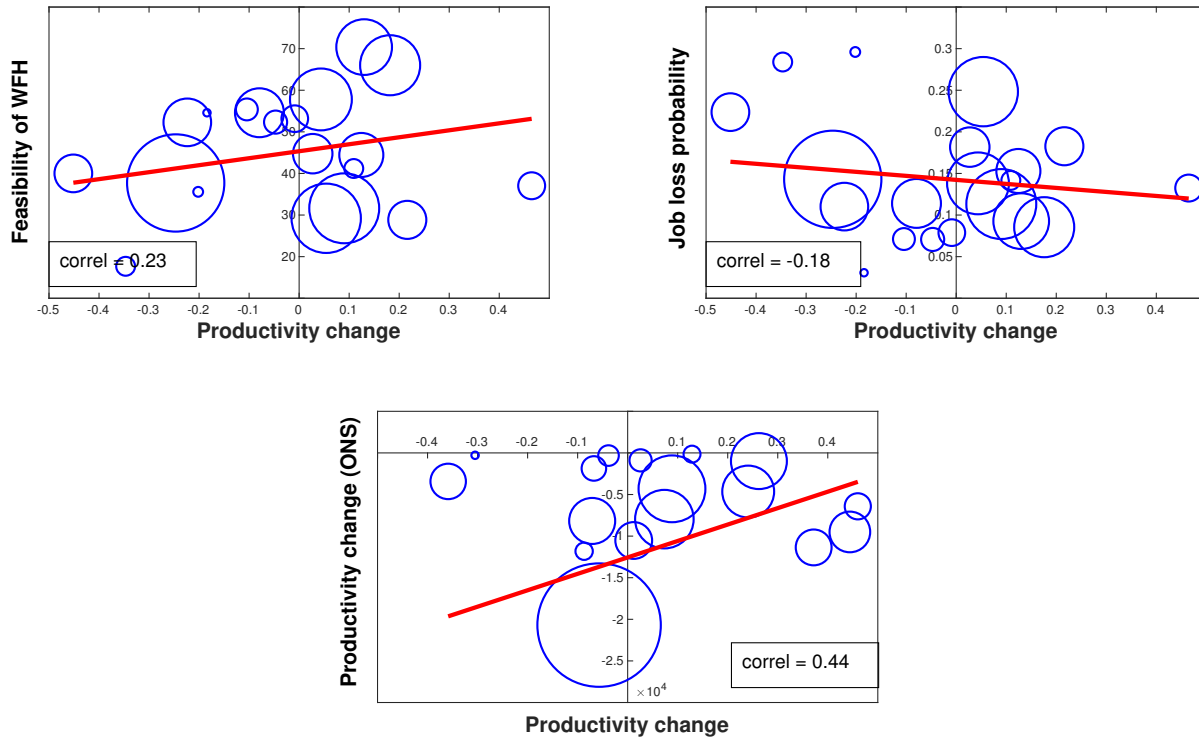 Feasibility of WFH
70
60
50
40
30
20
correl = 0.23
-0.5 -0.4 -0.3 -0.2 -0.1 0 0.1 0.2 0.3 0.4 0.5
Productivity change
Job loss probability
0.3
0.25
0.2
0.15
0.1
0.05
correl = -0.18
-0.5 -0.4 -0.3 -0.2 -0.1 0 0.1 0.2 0.3 0.4
Productivity change
Productivity change (ONS)
-0.4 -0.3 -0.1 0.1 0.2 0.3 0.4
-0.5
-1
-1.5
-2
-2.5
×10⁴
correl = 0.44
Productivity change